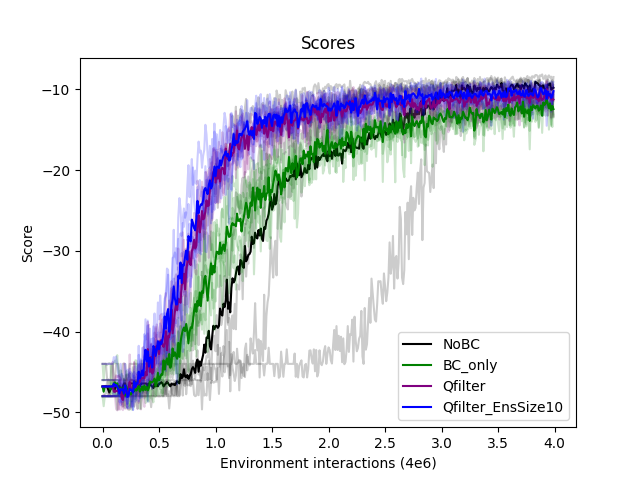 Scores
Score
−10
−20
−30
−40
−50
0.0 0.5 1.0 1.5 2.0 2.5 3.0 3.5 4.0
Environment interactions (4e6)
NoBC
BC_only
Qfilter
Qfilter_EnsSize10